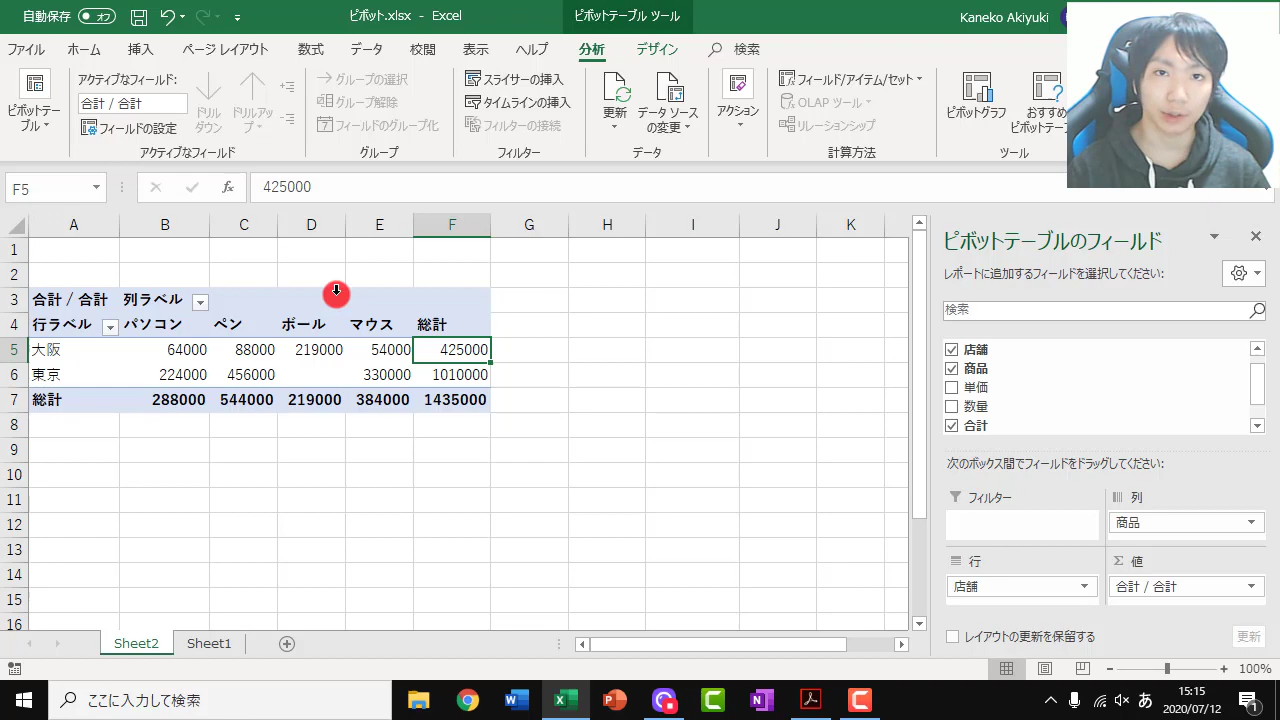 自動保存 オフ ピボット.xlsx - Excel ピボットテーブル ツール Kaneko Akiyuki
ファイル ホーム 挿入 ページ レイアウト 数式 データ 校閲 表示 ヘルプ 分析 デザイン 検索
ピボットテーブル
アクティブなフィールド:
合計 / 合計
フィールドの設定
ドリルダウン
ドリルアップ
アクティブなフィールド
グループの選択
グループ解除
フィールドのグループ化
グループ
スライサーの挿入
タイムラインの挿入
フィルターの接続
フィルター
更新
データ ソースの変更
データ
アクション
フィールド/アイテム/セット
OLAP ツール
リレーションシップ
計算方法
ピボットグラフ
おすすめ
ピボットテー
ツール
F5 fx 425000
A B C D E F G H I J K
1
2
3 合計 / 合計 列ラベル
4 行ラベル パソコン ペン ボール マウス 総計
5 大阪 64000 88000 219000 54000 425000
6 東京 224000 456000 330000 1010000
7 総計 288000 544000 219000 384000 1435000
8
9
10
11
12
13
14
15
16
ピボットテーブルのフィールド
レポートに追加するフィールドを選択してください:
検索
店舗
商品
単価
数量
合計
次のボックス間でフィールドをドラッグしてください:
フィルター
列
商品
行
店舗
Σ 値
合計 / 合計
レイアウトの更新を保留する 更新
Sheet2 Sheet1
100%
ここに入力して検索
あ
15:15
2020/07/12
1